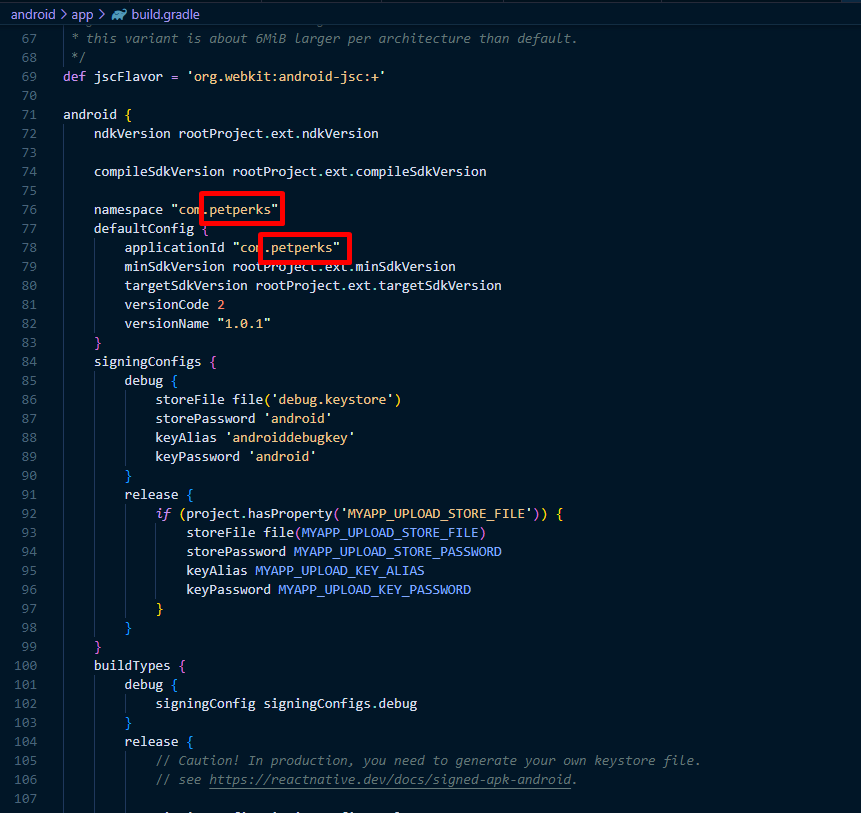 android > app > build.gradle
67 * this variant is about 6MiB larger per architecture than default.
68 */
69 def jscFlavor = 'org.webkit:android-jsc:+'
70
71 android {
72 ndkVersion rootProject.ext.ndkVersion
73
74 compileSdkVersion rootProject.ext.compileSdkVersion
75
76 namespace "com.petperks"
77 defaultConfig {
78 applicationId "com.petperks"
79 minSdkVersion rootProject.ext.minSdkVersion
80 targetSdkVersion rootProject.ext.targetSdkVersion
81 versionCode 2
82 versionName "1.0.1"
83 }
84 signingConfigs {
85 debug {
86 storeFile file('debug.keystore')
87 storePassword 'android'
88 keyAlias 'androiddebugkey'
89 keyPassword 'android'
90 }
91 release {
92 if (project.hasProperty('MYAPP_UPLOAD_STORE_FILE')) {
93 storeFile file(MYAPP_UPLOAD_STORE_FILE)
94 storePassword MYAPP_UPLOAD_STORE_PASSWORD
95 keyAlias MYAPP_UPLOAD_KEY_ALIAS
96 keyPassword MYAPP_UPLOAD_KEY_PASSWORD
97 }
98 }
99 }
100 buildTypes {
101 debug {
102 signingConfig signingConfigs.debug
103 }
104 release {
105 // Caution! In production, you need to generate your own keystore file.
106 // see https://reactnative.dev/docs/signed-apk-android.
107